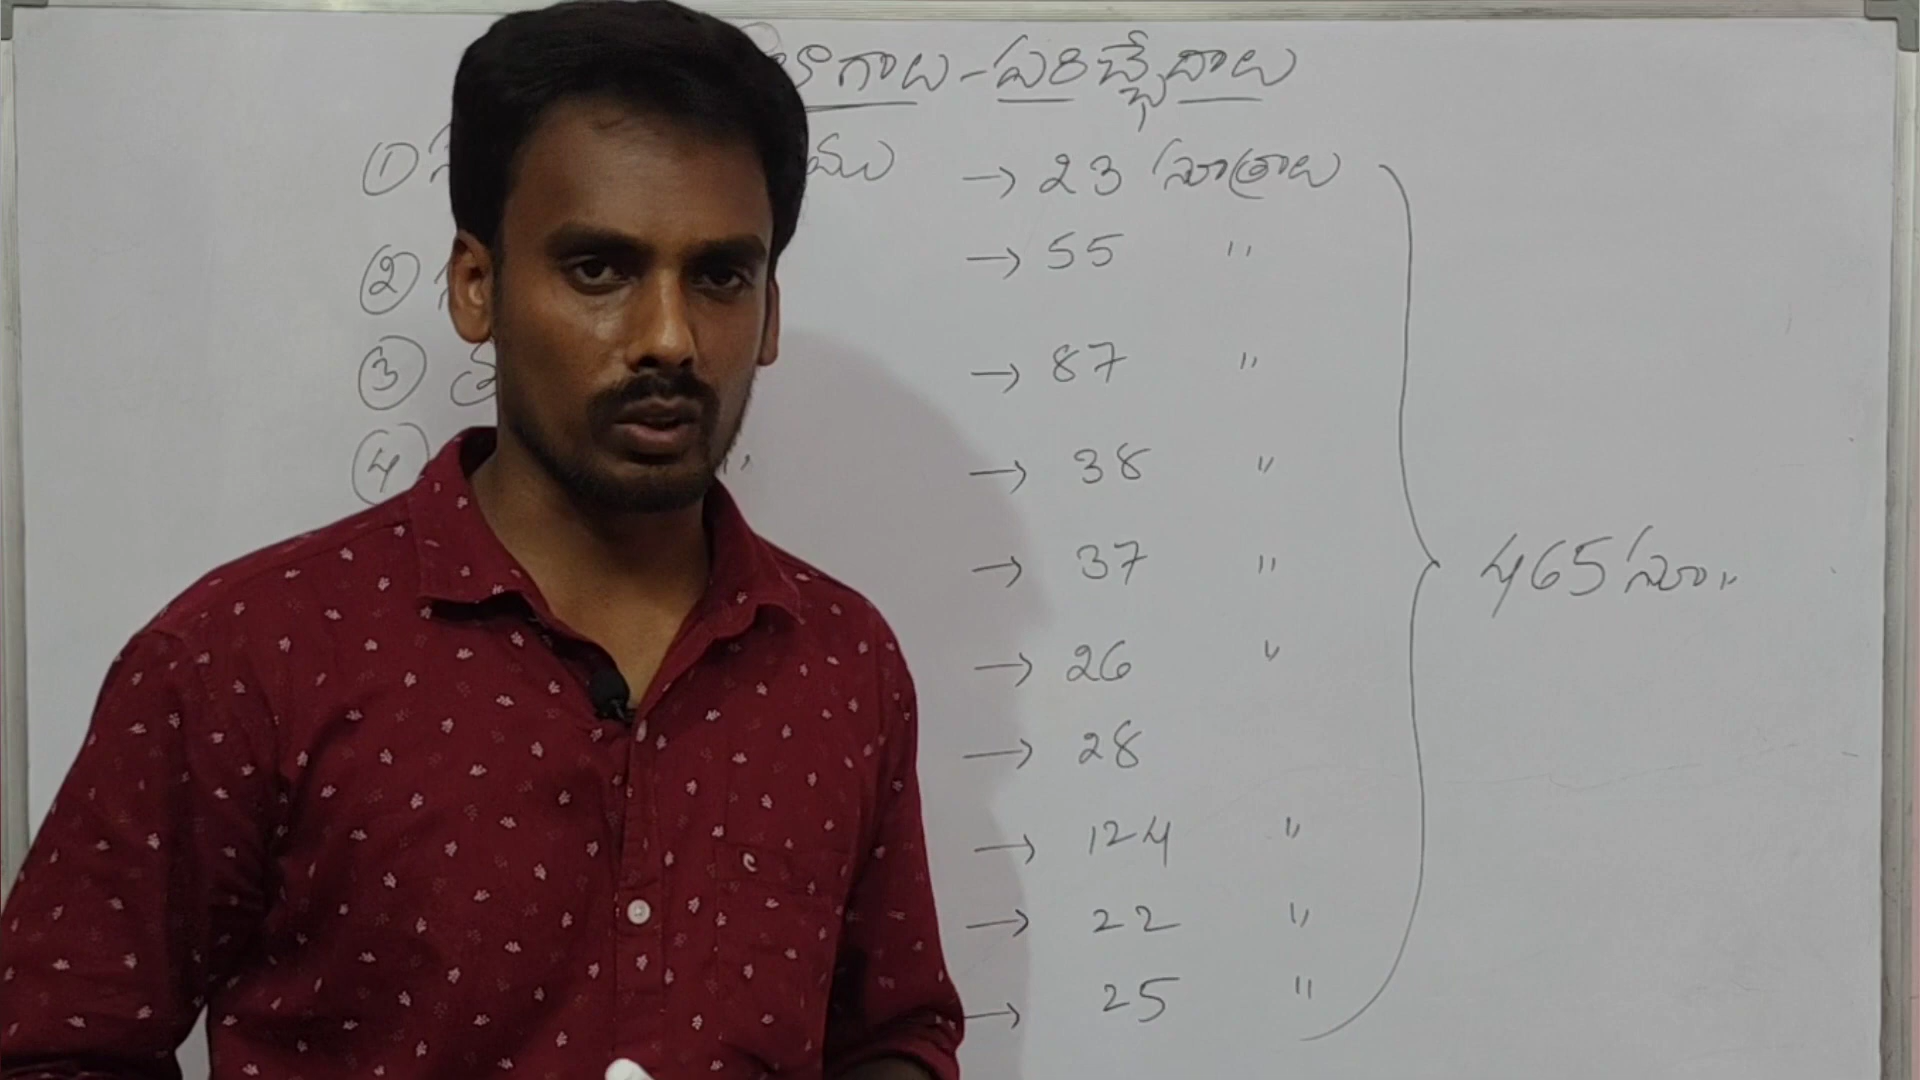 -పరిచ్ఛేదాలు
① → 23 సూత్రాలు
② → 55 "
③ → 87 "
④ → 38 "
→ 37 "
→ 26 "
→ 28
→ 124 "
→ 22 "
→ 25 "
465 సూ"